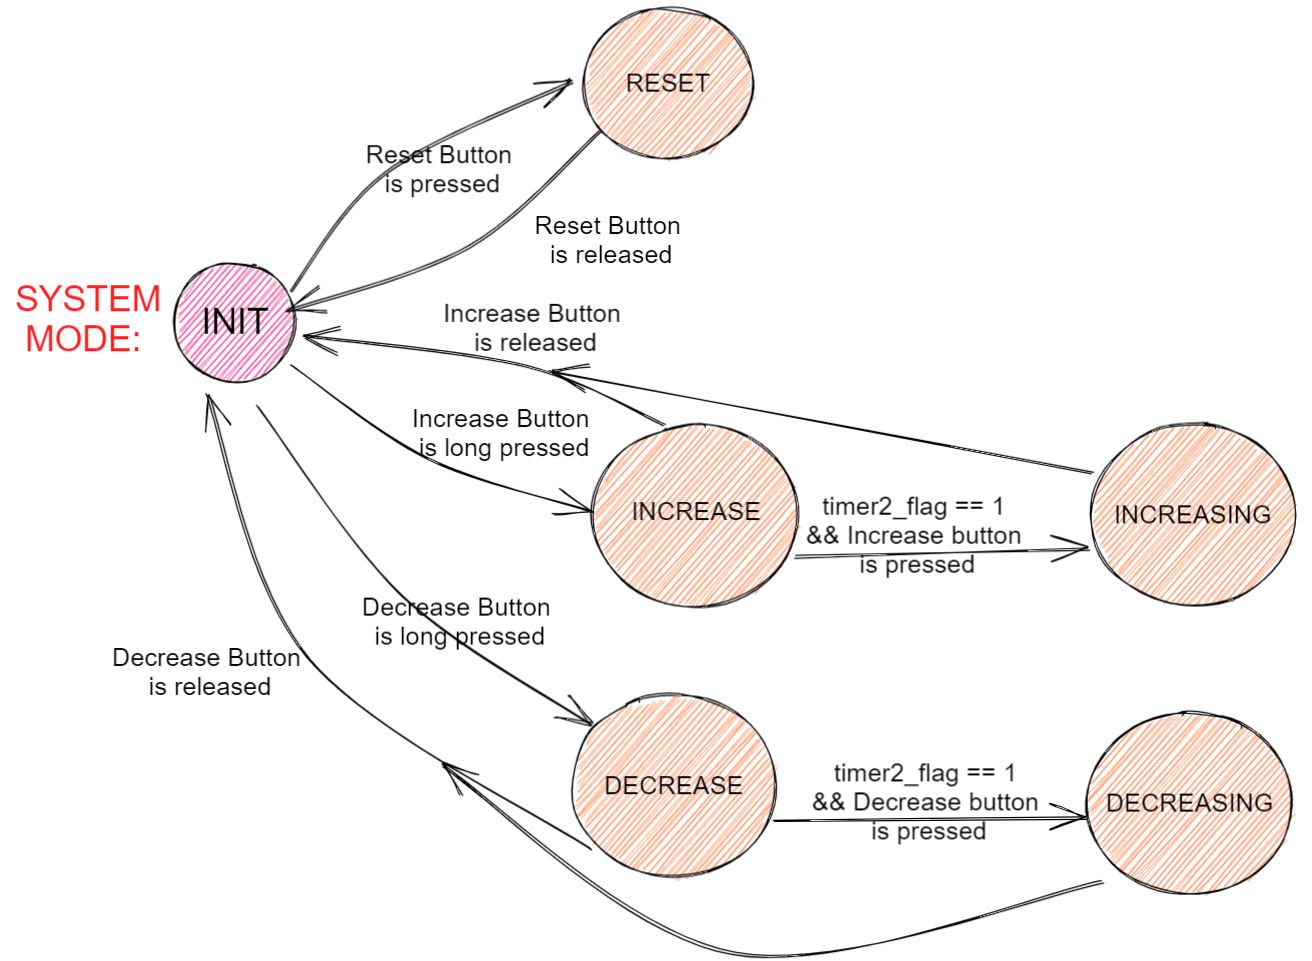 RESET
Reset Button
is pressed
Reset Button
is released
SYSTEM
MODE:
INIT
Increase Button
is released
Increase Button
is long pressed
INCREASE
timer2_flag == 1
&& Increase button
is pressed
INCREASING
Decrease Button
is long pressed
Decrease Button
is released
DECREASE
timer2_flag == 1
&& Decrease button
is pressed
DECREASING